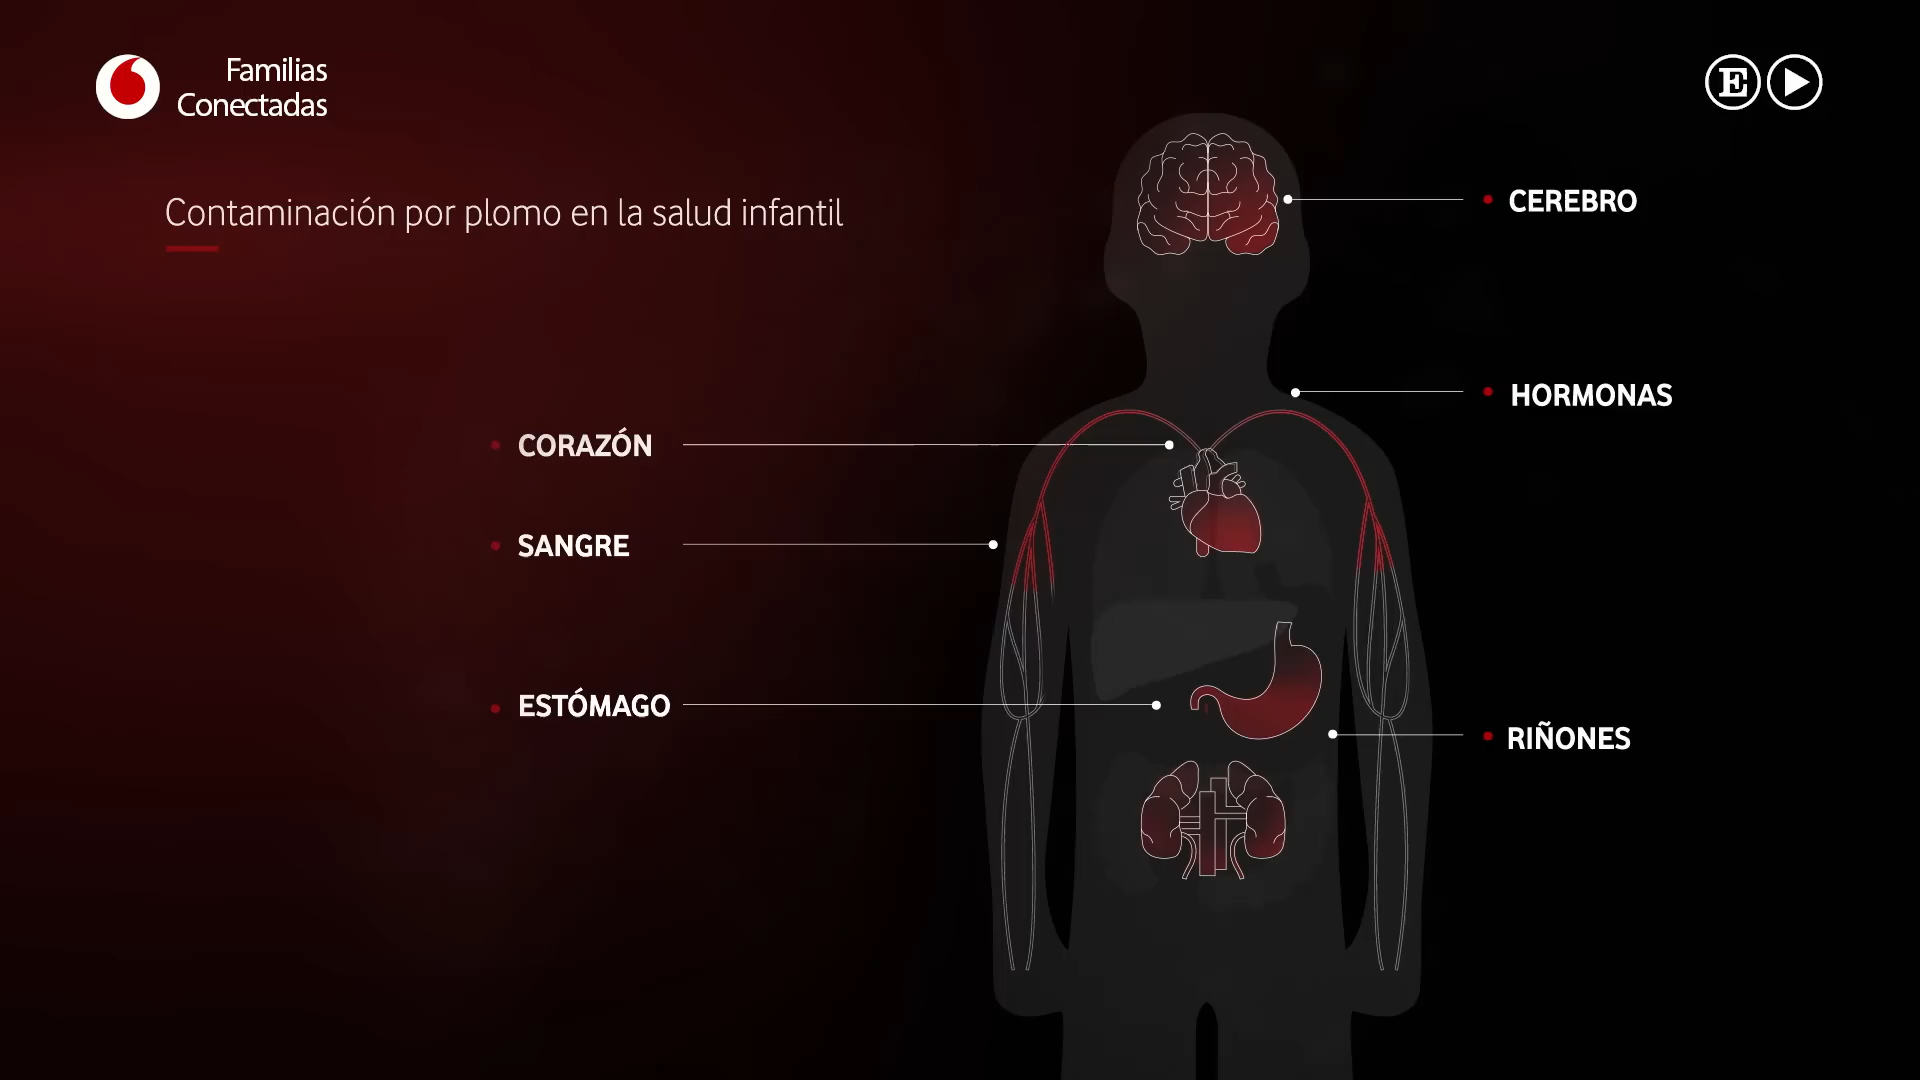 Familias
Conectadas
E
Contaminación por plomo en la salud infantil
CEREBRO
HORMONAS
CORAZÓN
SANGRE
ESTÓMAGO
RIÑONES